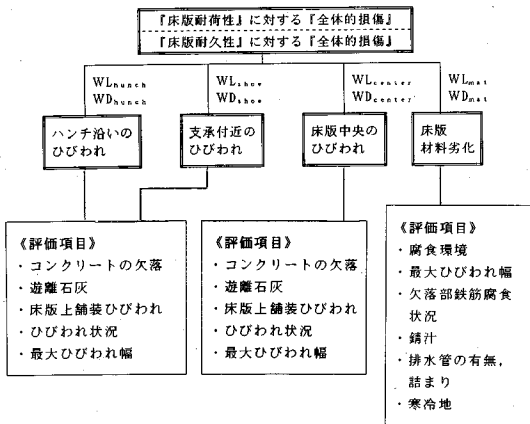 『床版耐荷性』に対する『全体的損傷』
『床版耐久性』に対する『全体的損傷』
WLhunch
WDhunch
WLshoe
WDshoe
WLcenter
WDcenter
WLmat
WDmat
ハンチ沿いの
ひびわれ
支承付近の
ひびわれ
床版中央の
ひびわれ
床版
材料劣化
《評価項目》
・コンクリートの欠落
・遊離石灰
・床版上舗装ひびわれ
・ひびわれ状況
・最大ひびわれ幅
《評価項目》
・コンクリートの欠落
・遊離石灰
・床版上舗装ひびわれ
・ひびわれ状況
・最大ひびわれ幅
《評価項目》
・腐食環境
・最大ひびわれ幅
・欠落部鉄筋腐食
状況
・錆汁
・排水管の有無,
詰まり
・寒冷地